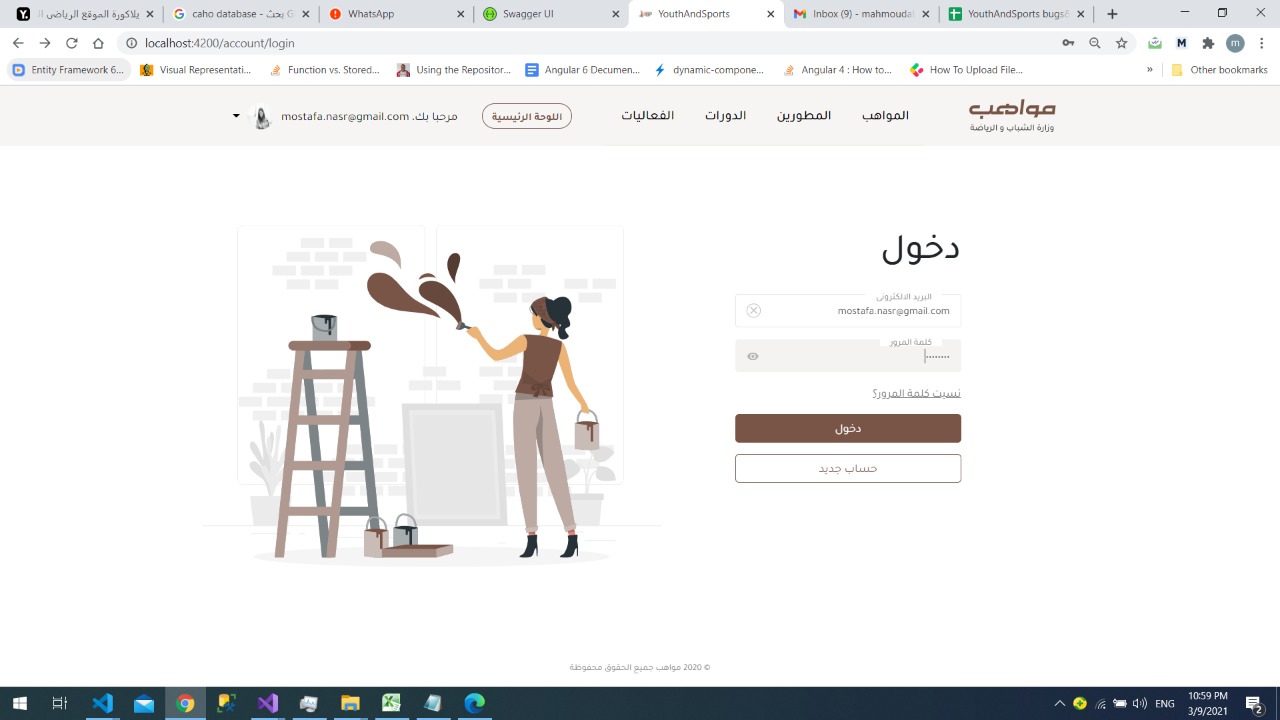 يلاكورة الموقع الرياضى ال
caho database - بحث G
WhatsApp
Swagger UI
YouthAndSports
Inbox (9) - mahmoudal
YouthAndSports bugs&
localhost:4200/account/login
m
Entity Framework 6...
Visual Representati...
Function vs. Stored...
Using the repositor...
Angular 6 Documen...
dynamic-compone...
Angular 4 : How to...
How To Upload File...
Other bookmarks
مواهب
وزارة الشباب و الرياضة
المواهب
المطورين
الدورات
الفعاليات
اللوحة الرئيسية
مرحبا بك. mostafa.nasr@gmail.com
دخول
البريد الالكترونى
mostafa.nasr@gmail.com
كلمة المرور
نسيت كلمة المرور؟
دخول
حساب جديد
© 2020 مواهب جميع الحقوق محفوظة
ENG
10:59 PM
3/9/2021
2